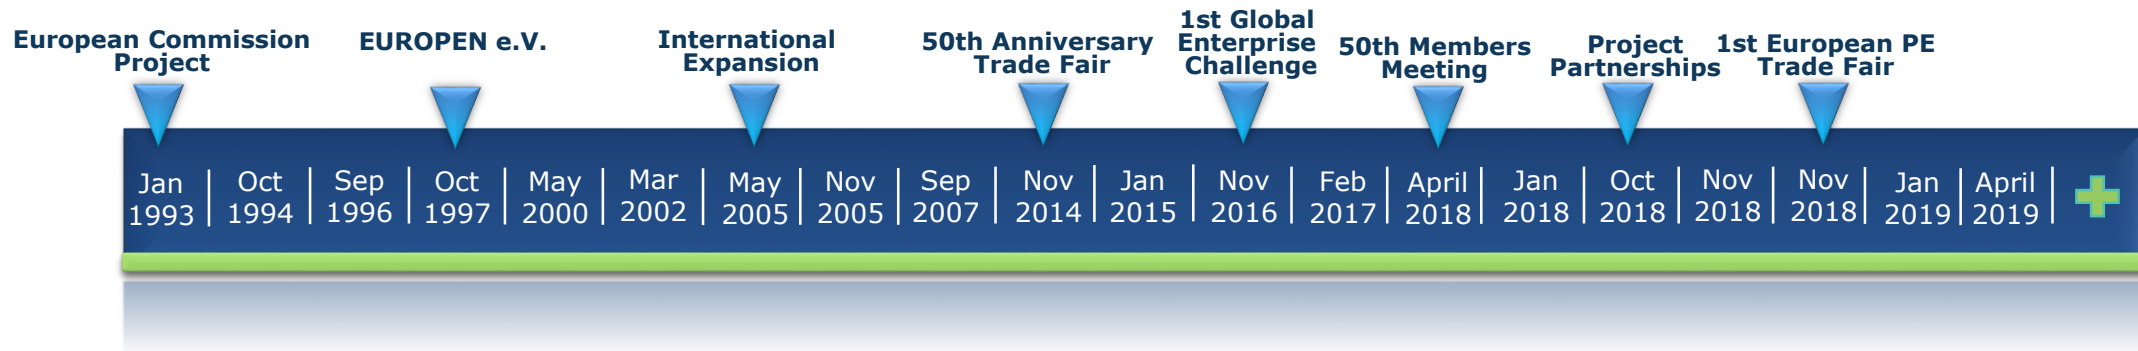 European Commission
Project
EUROPEN e.V.
International
Expansion
50th Anniversary
Trade Fair
1st Global
Enterprise
Challenge
50th Members
Meeting
Project
Partnerships
1st European PE
Trade Fair
Jan
1993
Oct
1994
Sep
1996
Oct
1997
May
2000
Mar
2002
May
2005
Nov
2005
Sep
2007
Nov
2014
Jan
2015
Nov
2016
Feb
2017
April
2018
Jan
2018
Oct
2018
Nov
2018
Nov
2018
Jan
2019
April
2019